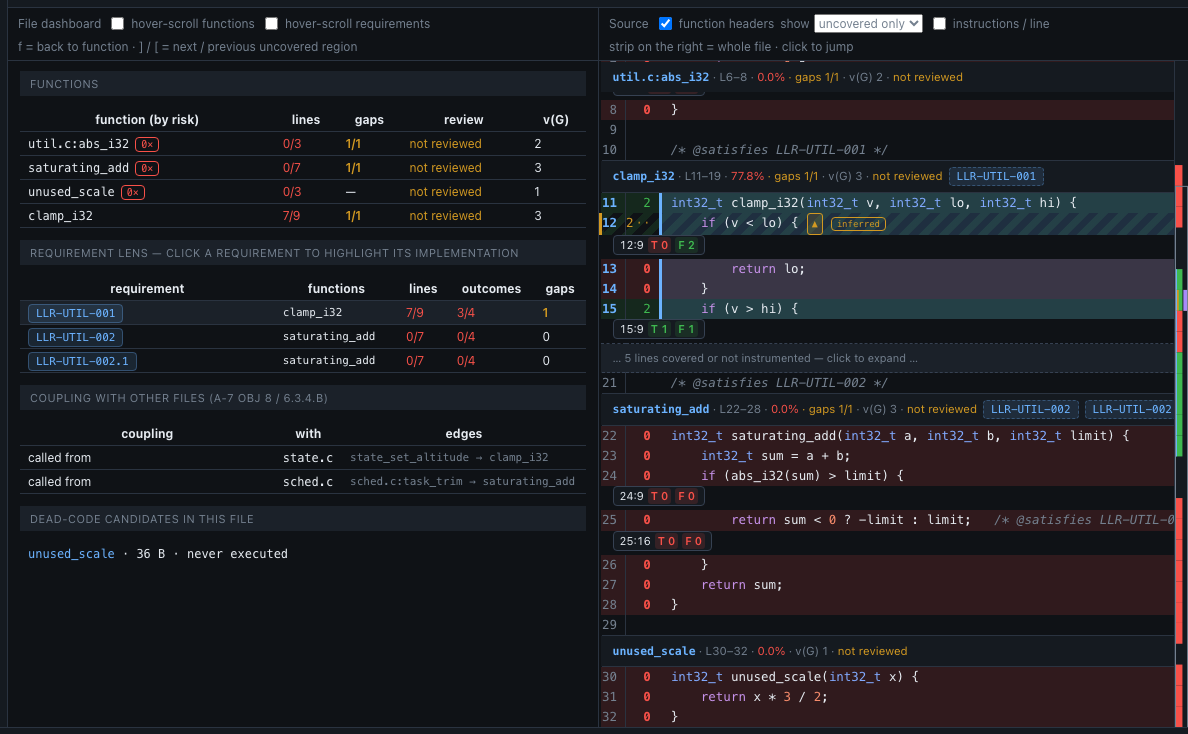 File dashboard hover-scroll functions hover-scroll requirements
f = back to function · ] / [ = next / previous uncovered region
FUNCTIONS
function (by risk) lines gaps review v(G)
util.c:abs_i32 0× 0/3 1/1 not reviewed 2
saturating_add 0× 0/7 1/1 not reviewed 3
unused_scale 0× 0/3 — not reviewed 1
clamp_i32 7/9 1/1 not reviewed 3
REQUIREMENT LENS — CLICK A REQUIREMENT TO HIGHLIGHT ITS IMPLEMENTATION
requirement functions lines outcomes gaps
LLR-UTIL-001 clamp_i32 7/9 3/4 1
LLR-UTIL-002 saturating_add 0/7 0/4 0
LLR-UTIL-002.1 saturating_add 0/7 0/4 0
COUPLING WITH OTHER FILES (A-7 OBJ 8 / 6.3.4.B)
coupling with edges
called from state.c state_set_altitude → clamp_i32
called from sched.c sched.c:task_trim → saturating_add
DEAD-CODE CANDIDATES IN THIS FILE
unused_scale · 36 B · never executed
Source function headers show uncovered only instructions / line
strip on the right = whole file · click to jump
util.c:abs_i32 · L6–8 · 0.0% · gaps 1/1 · v(G) 2 · not reviewed
8 0 }
9
10 /* @satisfies LLR-UTIL-001 */
clamp_i32 · L11–19 · 77.8% · gaps 1/1 · v(G) 3 · not reviewed LLR-UTIL-001
11 2 int32_t clamp_i32(int32_t v, int32_t lo, int32_t hi) {
12 2·· if (v < lo) { ▲ inferred
12:9 T 0 F 2
13 0 return lo;
14 0 }
15 2 if (v > hi) {
15:9 T 1 F 1
… 5 lines covered or not instrumented — click to expand …
21 /* @satisfies LLR-UTIL-002 */
saturating_add · L22–28 · 0.0% · gaps 1/1 · v(G) 3 · not reviewed LLR-UTIL-002 LLR-UTIL-002
22 0 int32_t saturating_add(int32_t a, int32_t b, int32_t limit) {
23 0 int32_t sum = a + b;
24 0 if (abs_i32(sum) > limit) {
24:9 T 0 F 0
25 0 return sum < 0 ? -limit : limit; /* @satisfies LLR-UTIL-0
25:16 T 0 F 0
26 0 }
27 0 return sum;
28 0 }
29
unused_scale · L30–32 · 0.0% · v(G) 1 · not reviewed
30 0 int32_t unused_scale(int32_t x) {
31 0 return x * 3 / 2;
32 0 }